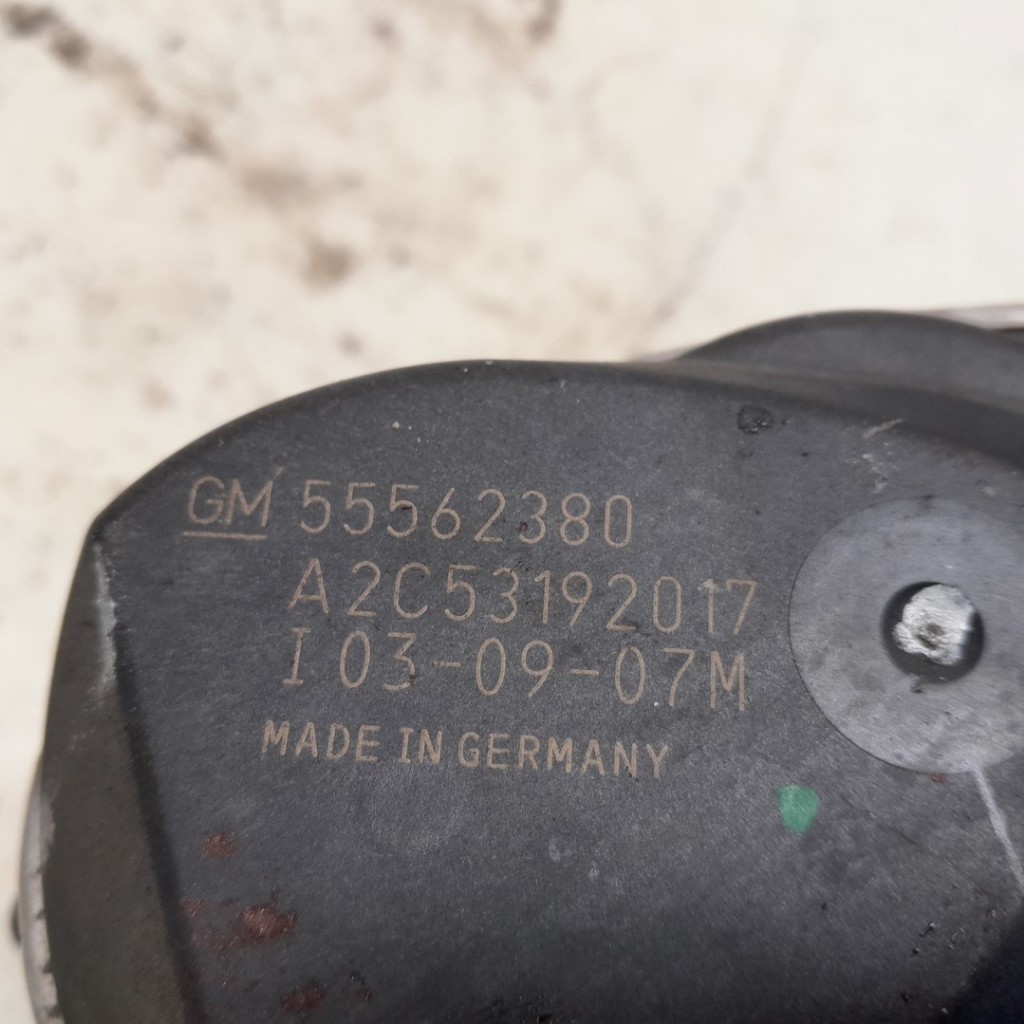 GM 55562380
A2C53192017
I 03-09-07M
MADE IN GERMANY